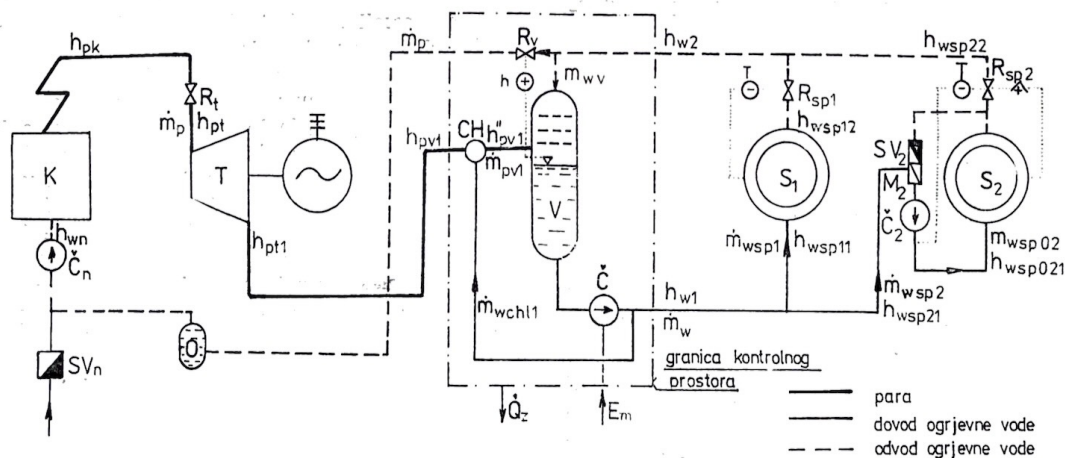 h_pk
ṁ_p
R_v
h_w2
h_wsp22
h
m_wv
T
R_sp1
T
R_sp2
R_t
ṁ_p
h_pt
h_pv1
CH
h"_pv1
ṁ_pv1
h_wsp12
K
T
V
S_1
SV_2
M_2
S_2
h_wn
Č_n
h_pt1
Č_2
ṁ_wsp1
h_wsp11
m_wsp02
h_wsp021
Č
ṁ_wchl1
h_w1
ṁ_w
ṁ_wsp2
h_wsp21
O
SV_n
granica kontrolnog
prostora
Q̇_z
E_m
para
dovod ogrjevne vode
odvod ogrjevne vode